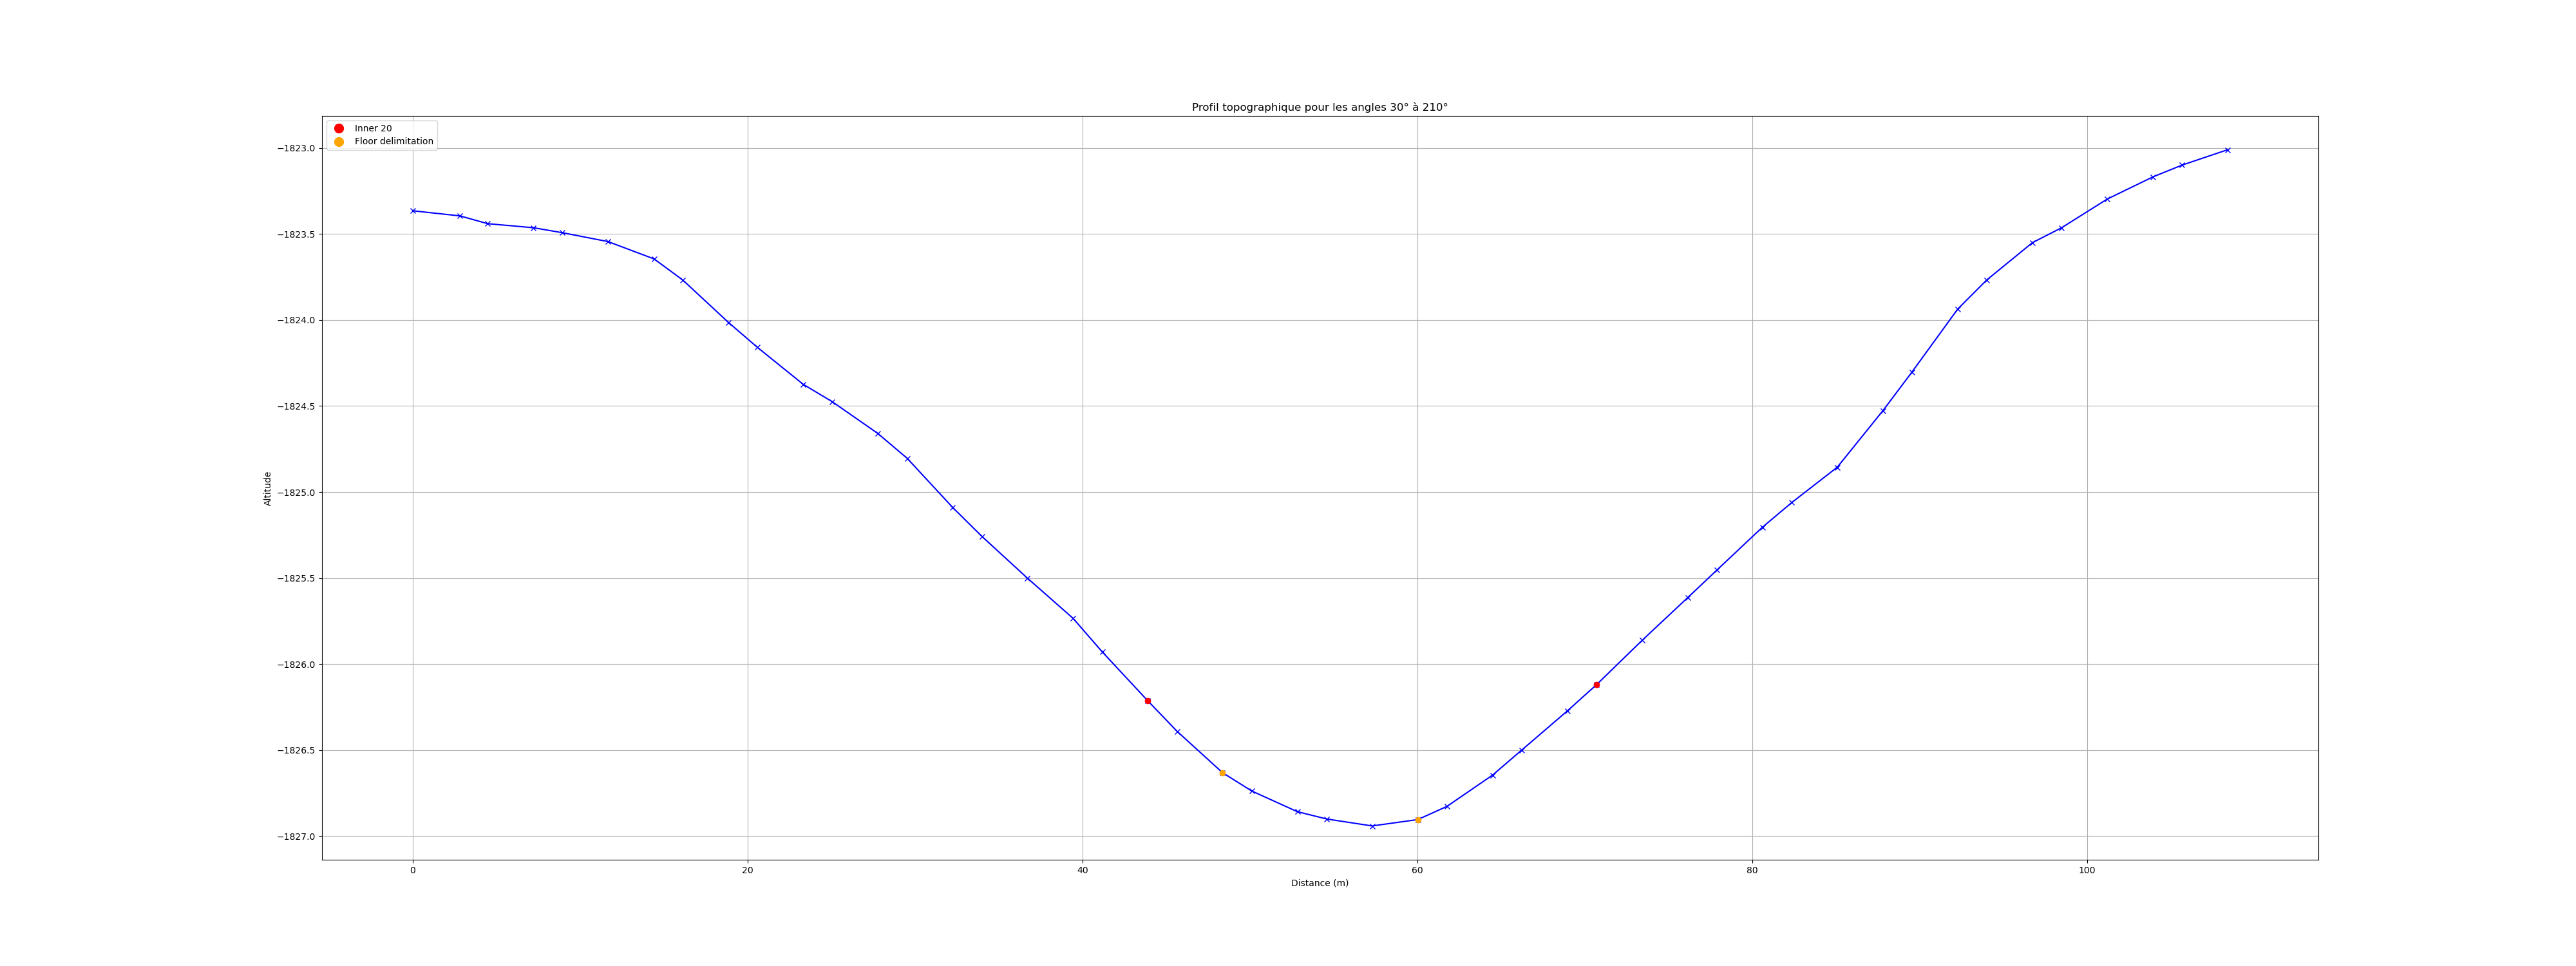 Profil topographique pour les angles 30° à 210°
Inner 20
Floor delimitation
−1823.0
−1823.5
−1824.0
−1824.5
−1825.0
−1825.5
−1826.0
−1826.5
−1827.0
Altitude
0 20 40 60 80 100
Distance (m)